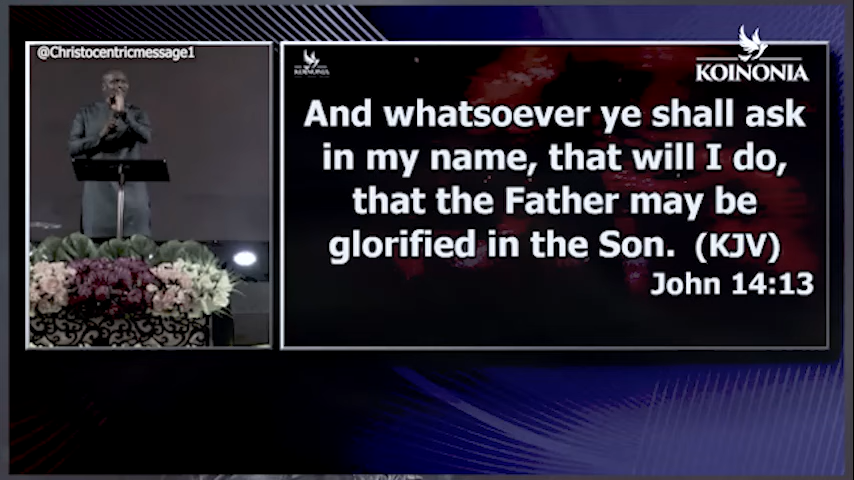 @Christocentricmessage1
KOINONIA
KOINONIA
And whatsoever ye shall ask
in my name, that will I do,
that the Father may be
glorified in the Son. (KJV)
John 14:13